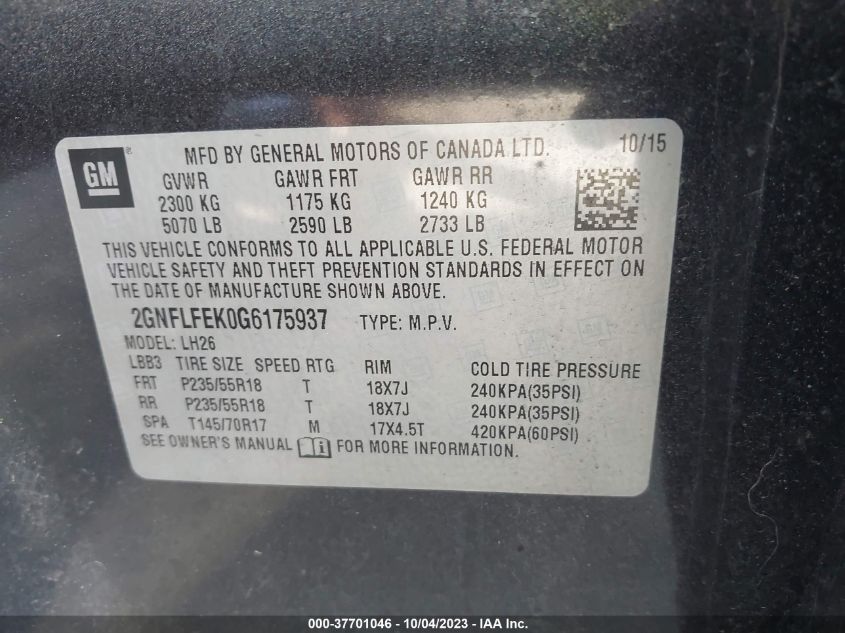 GM ® MFD BY GENERAL MOTORS OF CANADA LTD. 10/15
GVWR GAWR FRT GAWR RR
2300 KG 1175 KG 1240 KG
5070 LB 2590 LB 2733 LB
THIS VEHICLE CONFORMS TO ALL APPLICABLE U.S. FEDERAL MOTOR
VEHICLE SAFETY AND THEFT PREVENTION STANDARDS IN EFFECT ON
THE DATE OF MANUFACTURE SHOWN ABOVE.
2GNFLFEK0G6175937 TYPE: M.P.V.
MODEL: LH26
LBB3 TIRE SIZE SPEED RTG RIM COLD TIRE PRESSURE
FRT P235/55R18 T 18X7J 240KPA(35PSI)
RR P235/55R18 T 18X7J 240KPA(35PSI)
SPA T145/70R17 M 17X4.5T 420KPA(60PSI)
SEE OWNER'S MANUAL FOR MORE INFORMATION.
000-37701046 - 10/04/2023 - IAA Inc.